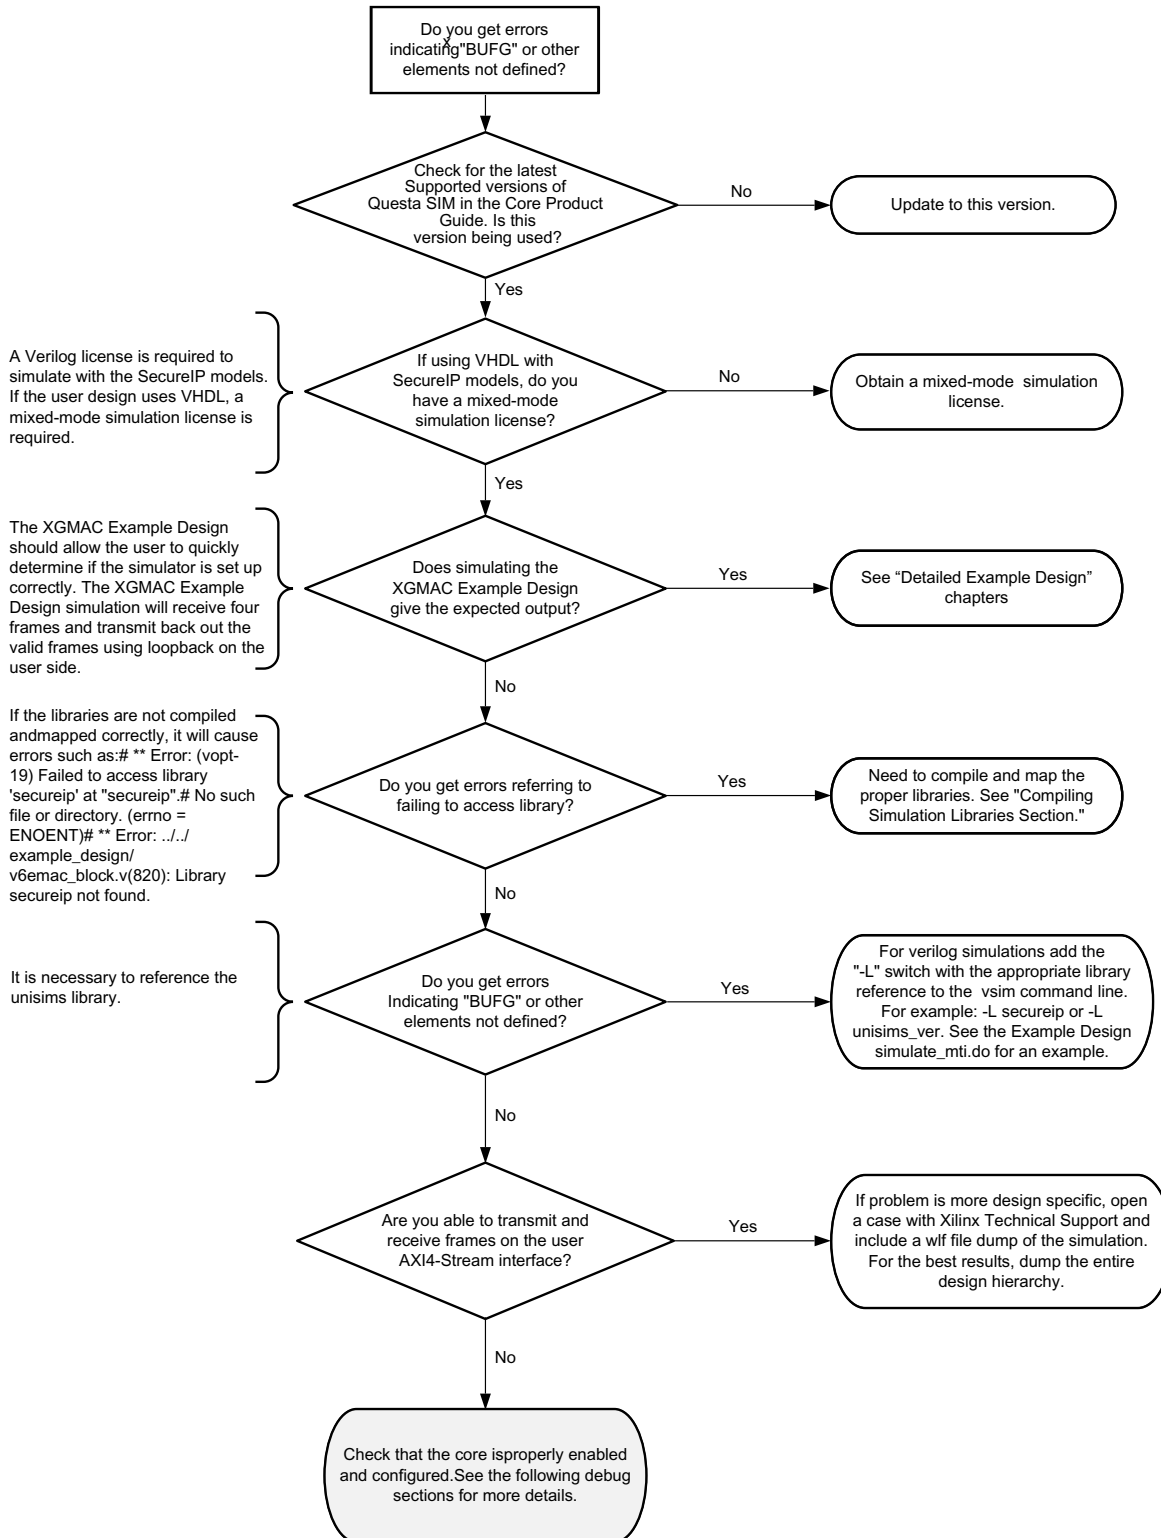 Do you get errors
indicating"BUFG" or other
x
elements not defined?
Check for the latest
Supported versions of
Questa SIM in the Core Product
Guide. Is this
version being used?
No
Update to this version.
Yes
A Verilog license is required to
simulate with the SecureIP models.
If the user design uses VHDL, a
mixed-mode simulation license is
required.
If using VHDL with
SecureIP models, do you
have a mixed-mode
simulation license?
No
Obtain a mixed-mode simulation
license.
Yes
The XGMAC Example Design
should allow the user to quickly
determine if the simulator is set up
correctly. The XGMAC Example
Design simulation will receive four
frames and transmit back out the
valid frames using loopback on the
user side.
Does simulating the
XGMAC Example Design
give the expected output?
Yes
See “Detailed Example Design”
chapters
No
If the libraries are not compiled
andmapped correctly, it will cause
errors such as:# ** Error: (vopt-
19) Failed to access library
'secureip' at "secureip".# No such
file or directory. (errno =
ENOENT)# ** Error: ../../
example_design/
v6emac_block.v(820): Library
secureip not found.
Do you get errors referring to
failing to access library?
Yes
Need to compile and map the
proper libraries. See "Compiling
Simulation Libraries Section."
No
It is necessary to reference the
unisims library.
Do you get errors
Indicating "BUFG" or other
elements not defined?
Yes
For verilog simulations add the
"-L" switch with the appropriate library
reference to the vsim command line.
For example: -L secureip or -L
unisims_ver. See the Example Design
simulate_mti.do for an example.
No
Are you able to transmit and
receive frames on the user
AXI4-Stream interface?
Yes
If problem is more design specific, open
a case with Xilinx Technical Support and
include a wlf file dump of the simulation.
For the best results, dump the entire
design hierarchy.
No
Check that the core isproperly enabled
and configured.See the following debug
sections for more details.